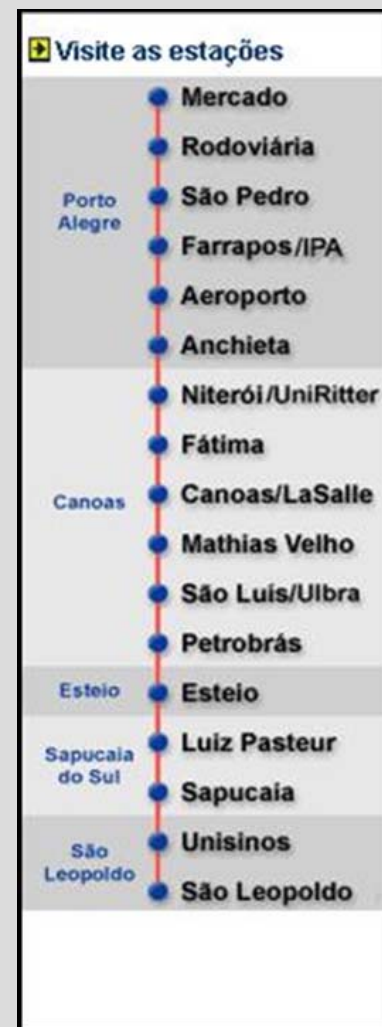 Visite as estações
Porto
Alegre
Mercado
Rodoviária
São Pedro
Farrapos/IPA
Aeroporto
Anchieta
Canoas
Niterói/UniRitter
Fátima
Canoas/LaSalle
Mathias Velho
São Luís/Ulbra
Petrobrás
Esteio
Esteio
Sapucaia
do Sul
Luiz Pasteur
Sapucaia
São
Leopoldo
Unisinos
São Leopoldo